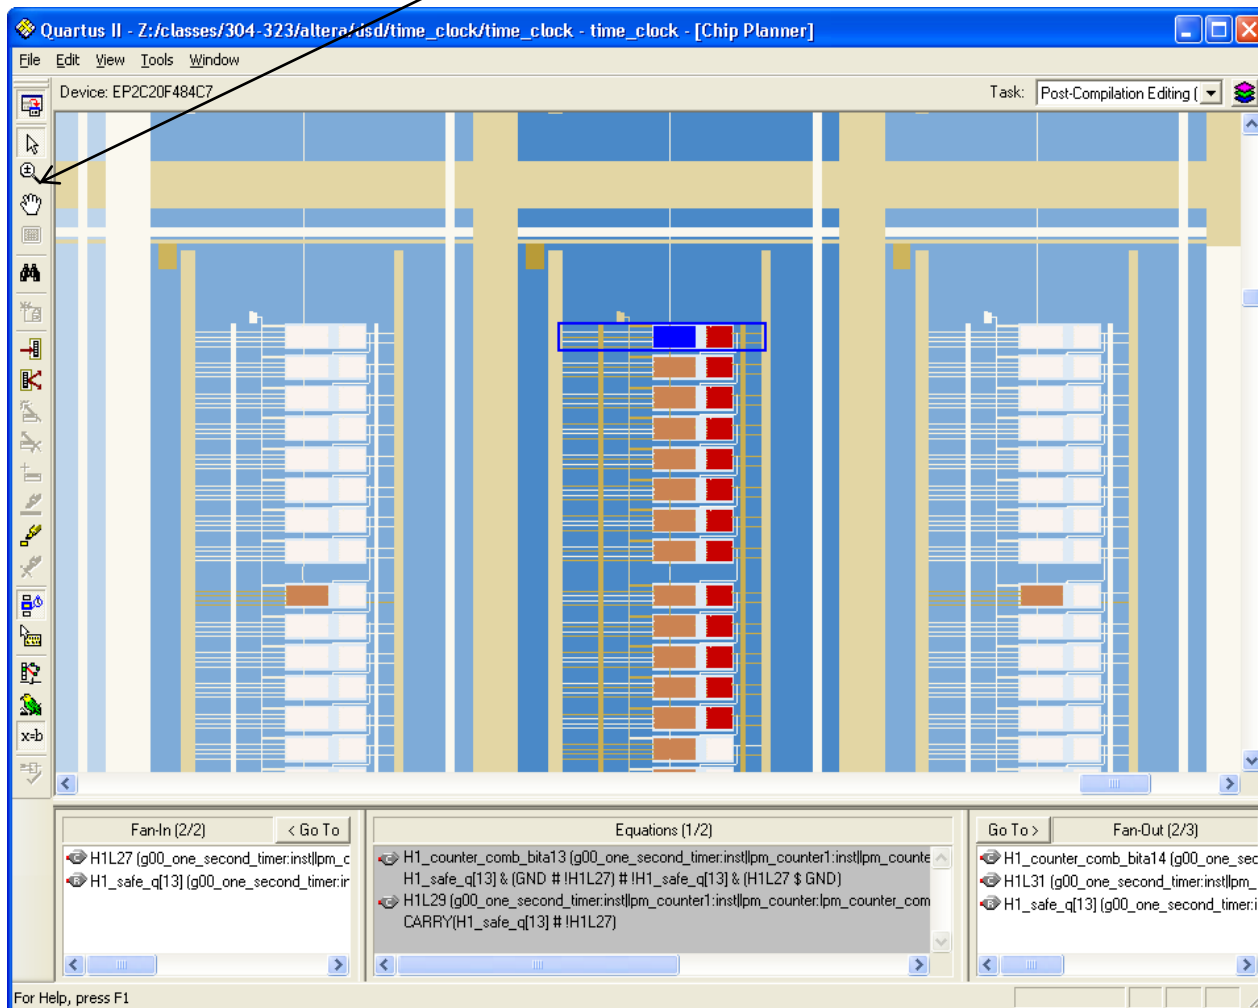 Quartus II - Z:/classes/304-323/altera/dsd/time_clock/time_clock - time_clock - [Chip Planner]
File Edit View Tools Window
Device: EP2C20F484C7
Task: Post-Compilation Editing (
x=b
Fan-In (2/2)
< Go To
H1L27 (g00_one_second_timer:inst|lpm_c
H1_safe_q[13] (g00_one_second_timer:in
Equations (1/2)
H1_counter_comb_bita13 (g00_one_second_timer:inst|lpm_counter1:inst|lpm_counte
H1_safe_q[13] & (GND # !H1L27) # !H1_safe_q[13] & (H1L27 $ GND)
H1L29 (g00_one_second_timer:inst|lpm_counter1:inst|lpm_counter:lpm_counter_com
CARRY(H1_safe_q[13] # !H1L27)
Go To >
Fan-Out (2/3)
H1_counter_comb_bita14 (g00_one_sec
H1L31 (g00_one_second_timer:inst|lpm_
H1_safe_q[13] (g00_one_second_timer:i
For Help, press F1